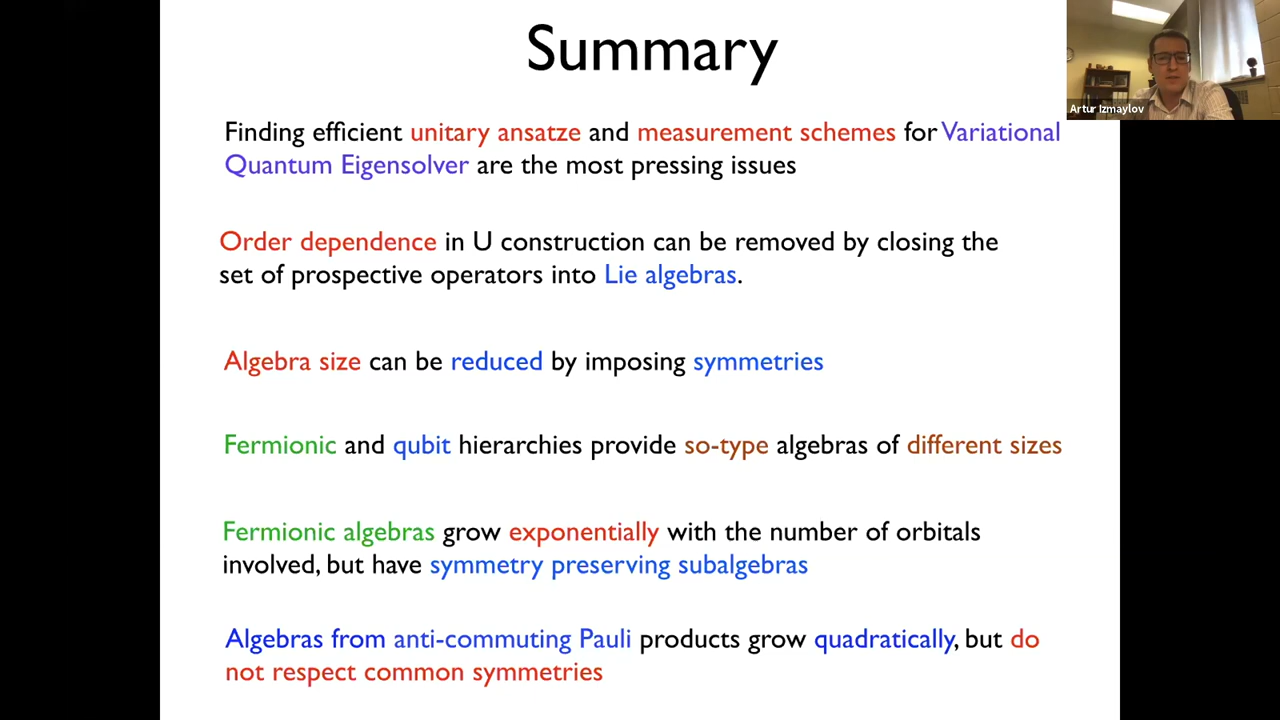 Summary
Artur Izmaylov
Finding efficient unitary ansatze and measurement schemes for Variational
Quantum Eigensolver are the most pressing issues
Order dependence in U construction can be removed by closing the
set of prospective operators into Lie algebras.
Algebra size can be reduced by imposing symmetries
Fermionic and qubit hierarchies provide so-type algebras of different sizes
Fermionic algebras grow exponentially with the number of orbitals
involved, but have symmetry preserving subalgebras
Algebras from anti-commuting Pauli products grow quadratically, but do
not respect common symmetries